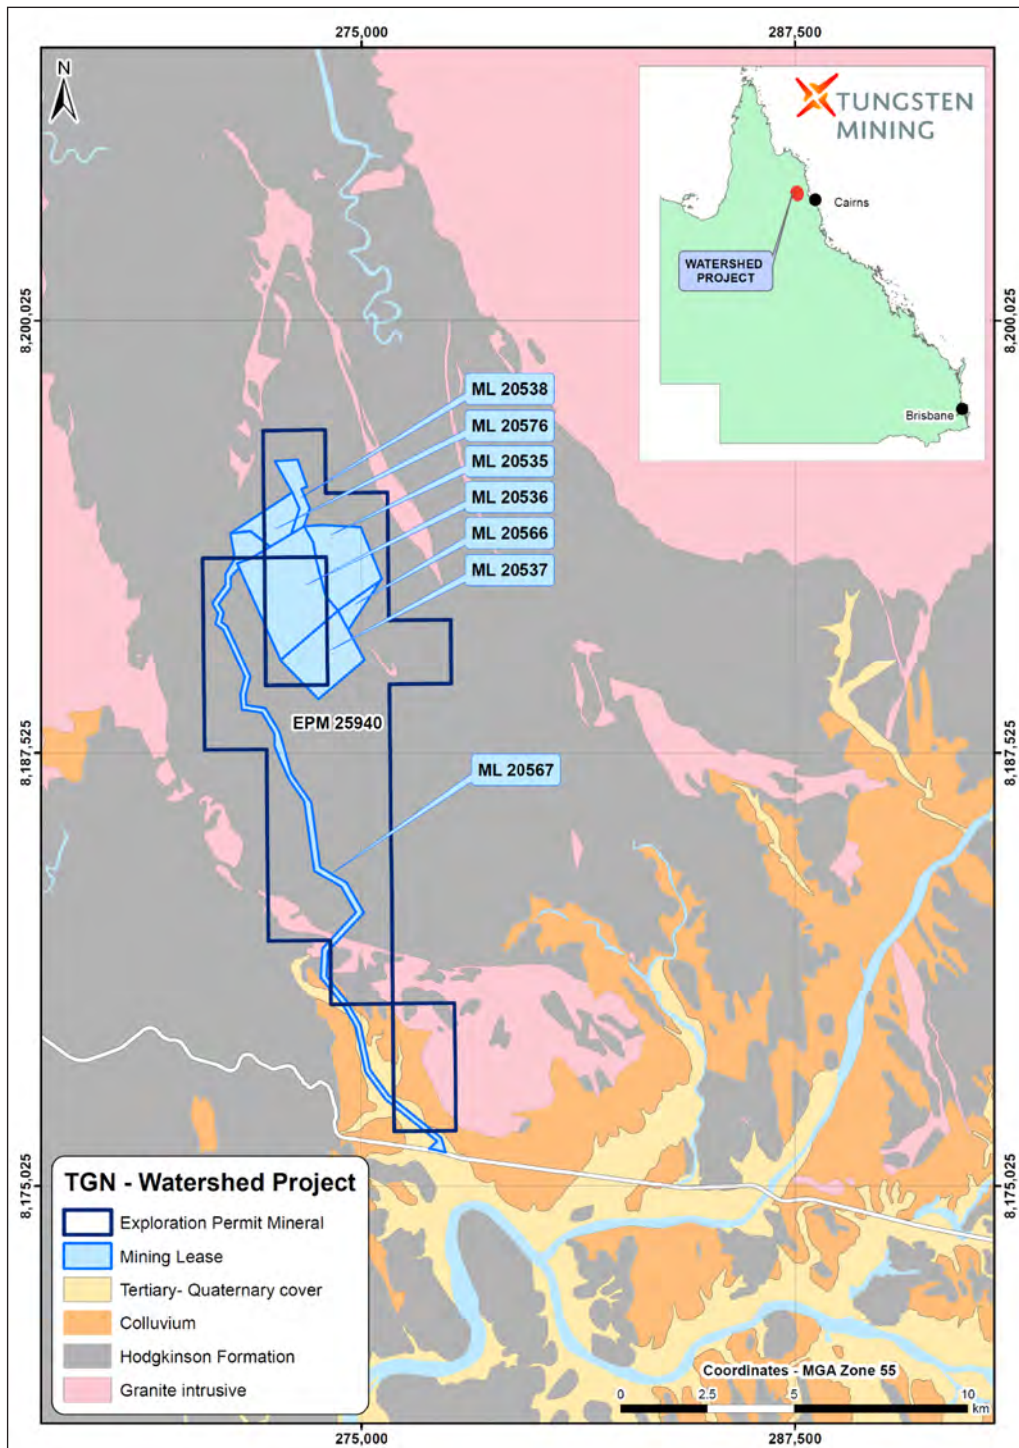 275,000
287,500
N
TUNGSTEN
MINING
Cairns
WATERSHED
PROJECT
Brisbane
8,200,025
8,200,025
ML 20538
ML 20576
ML 20535
ML 20536
ML 20566
ML 20537
EPM 25940
8,187,525
8,187,525
ML 20567
8,175,025
8,175,025
TGN - Watershed Project
Exploration Permit Mineral
Mining Lease
Tertiary- Quaternary cover
Colluvium
Hodgkinson Formation
Granite intrusive
Coordinates - MGA Zone 55
0 2.5 5 10
km
275,000
287,500